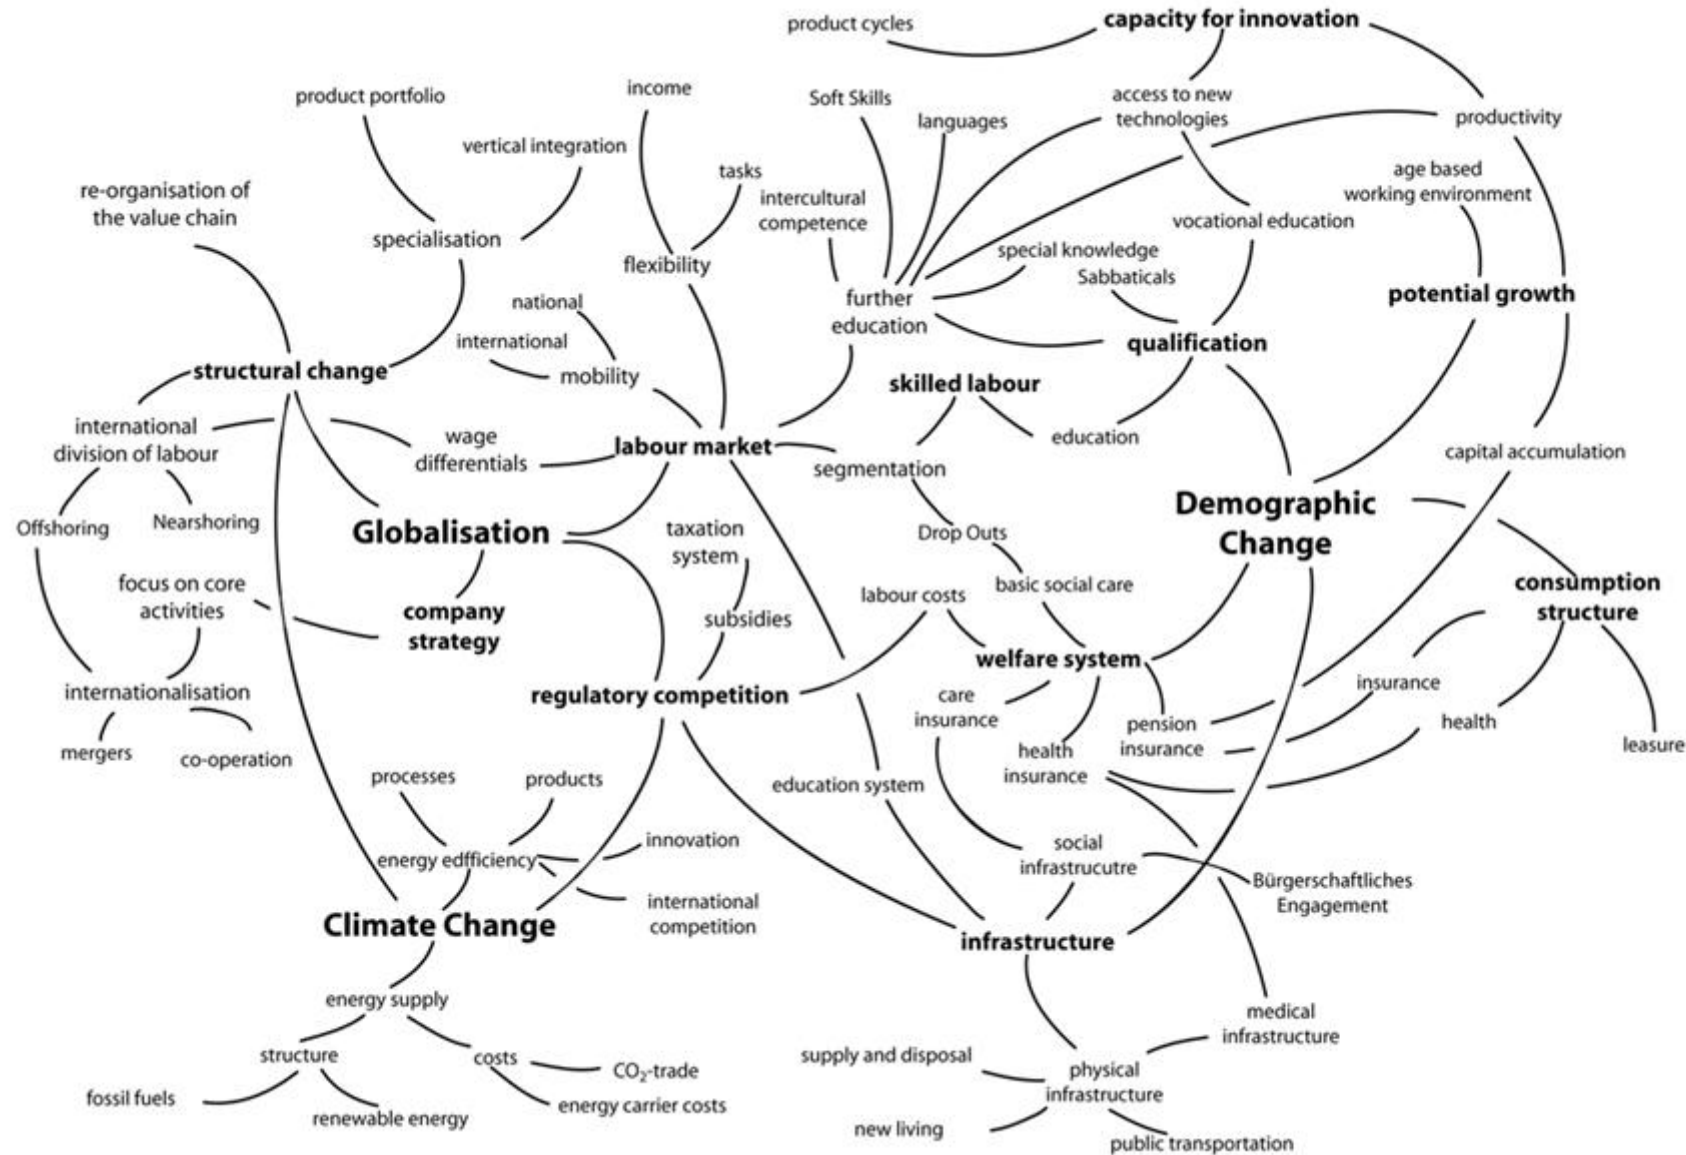 product cycles
capacity for innovation
product portfolio
income
Soft Skills
languages
access to new
technologies
productivity
vertical integration
tasks
intercultural
competence
age based
working environment
re-organisation of
the value chain
specialisation
flexibility
special knowledge
Sabbaticals
vocational education
national
international
mobility
further
education
potential growth
qualification
structural change
skilled labour
international
division of labour
wage
differentials
labour market
segmentation
education
capital accumulation
Offshoring
Nearshoring
Globalisation
taxation
system
Drop Outs
Demographic
Change
focus on core
activities
company
strategy
subsidies
labour costs
basic social care
consumption
structure
internationalisation
regulatory competition
welfare system
care
insurance
pension
insurance
insurance
health
leasure
mergers
co-operation
health
insurance
processes
products
education system
energy edfficiency
innovation
international
competition
social
infrastrucutre
Bürgerschaftliches
Engagement
Climate Change
infrastructure
energy supply
medical
infrastructure
structure
costs
CO₂-trade
supply and disposal
physical
infrastructure
fossil fuels
renewable energy
energy carrier costs
new living
public transportation